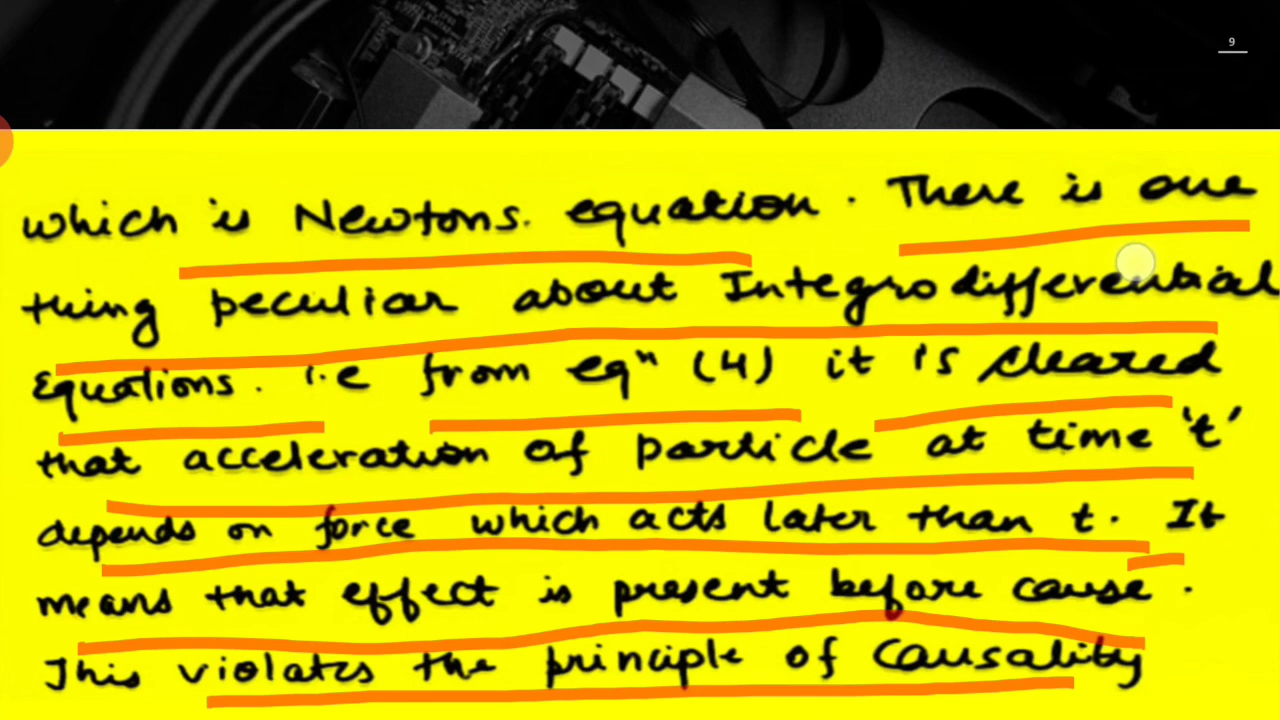 9
which is Newtons. equation. There is one
thing peculiar about Integrodifferential
Equations. i.e from eqⁿ (4) it is cleared
that acceleration of particle at time 't'
depends on force which acts later than t. It
means that effect is present before cause.
This violates the principle of Causality